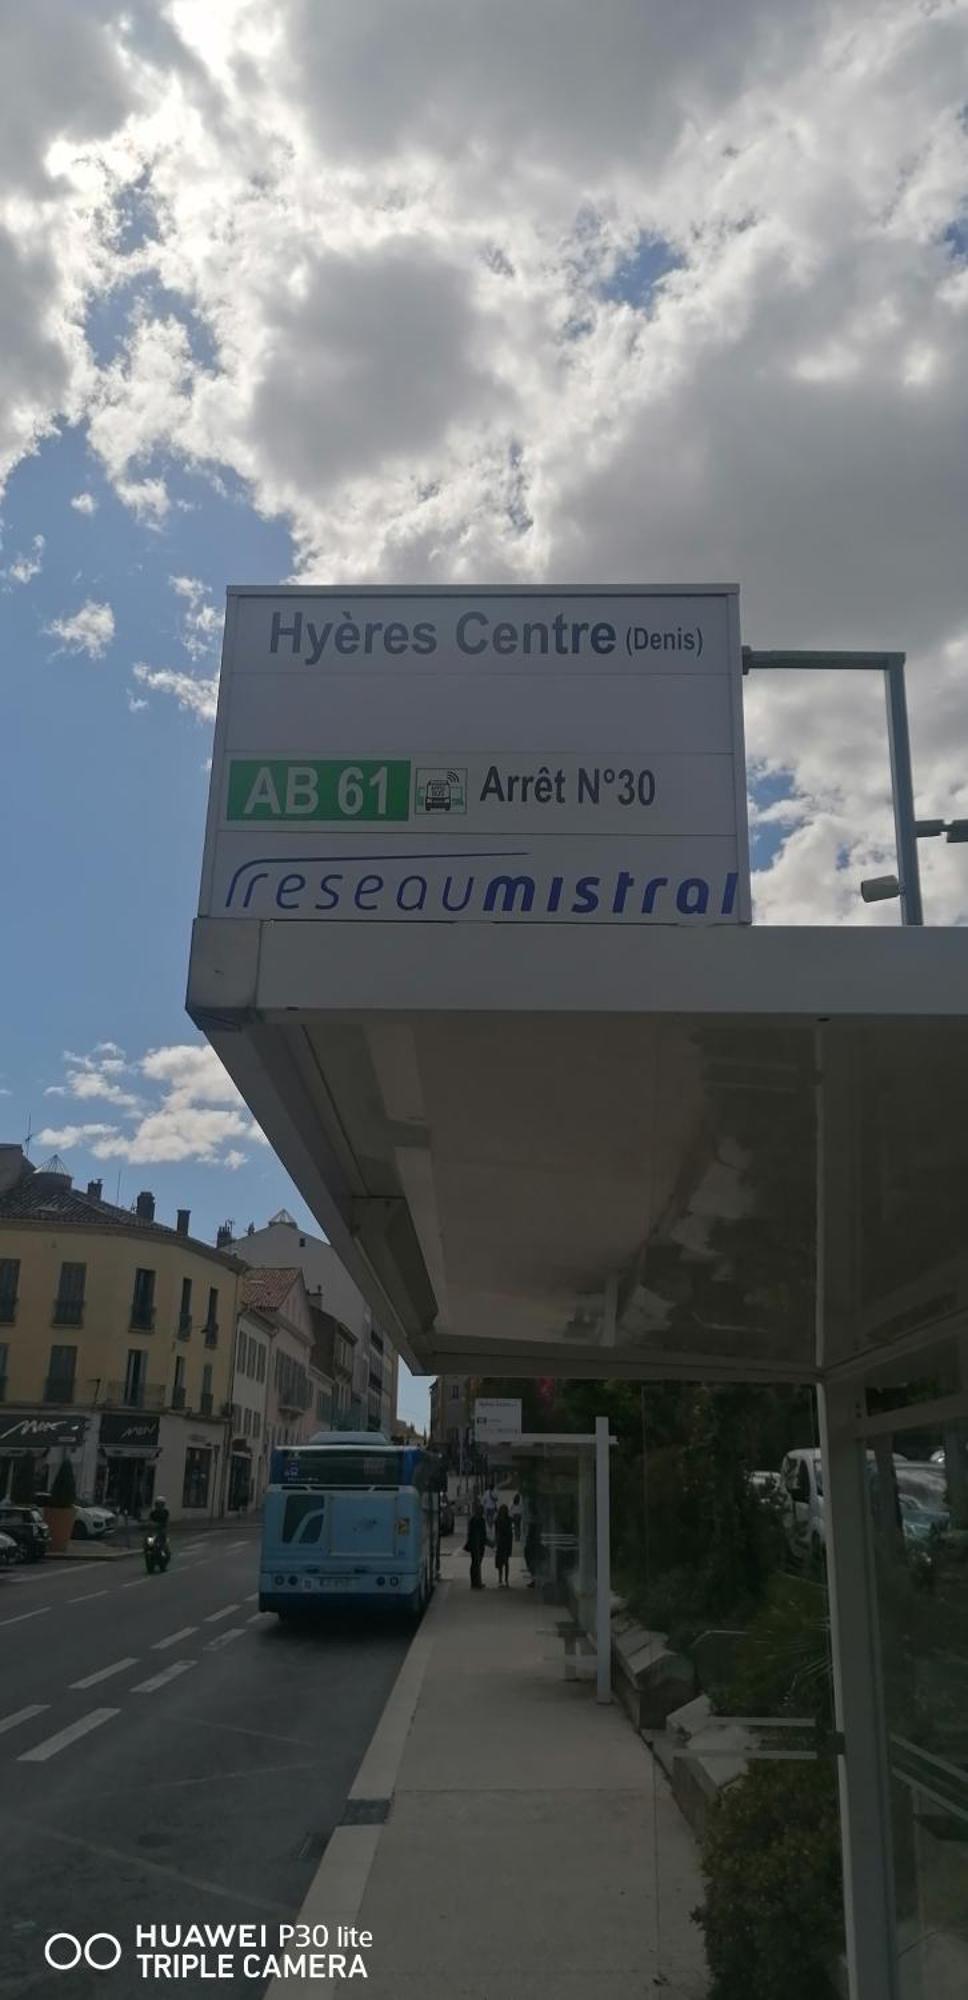 Hyères Centre (Denis)
AB 61 Arrêt N°30
reseaumistral
HUAWEI P30 lite
TRIPLE CAMERA